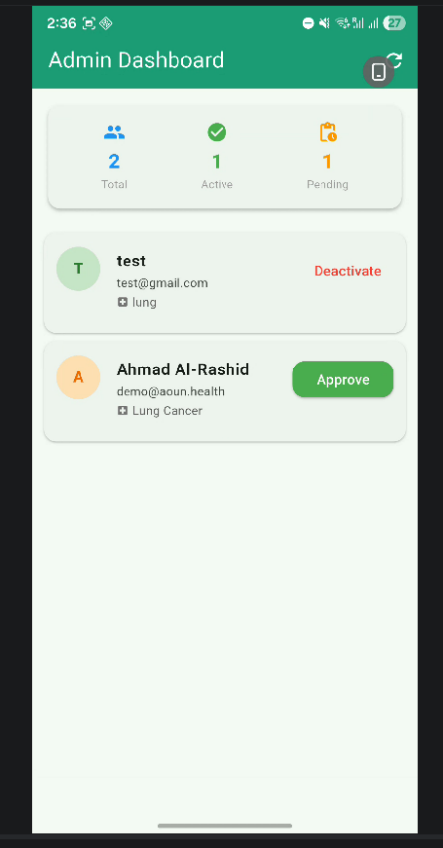 2:36
27
Admin Dashboard
2 1 1
Total Active Pending
T
test
test@gmail.com
lung
Deactivate
A
Ahmad Al-Rashid
demo@aoun.health
Lung Cancer
Approve